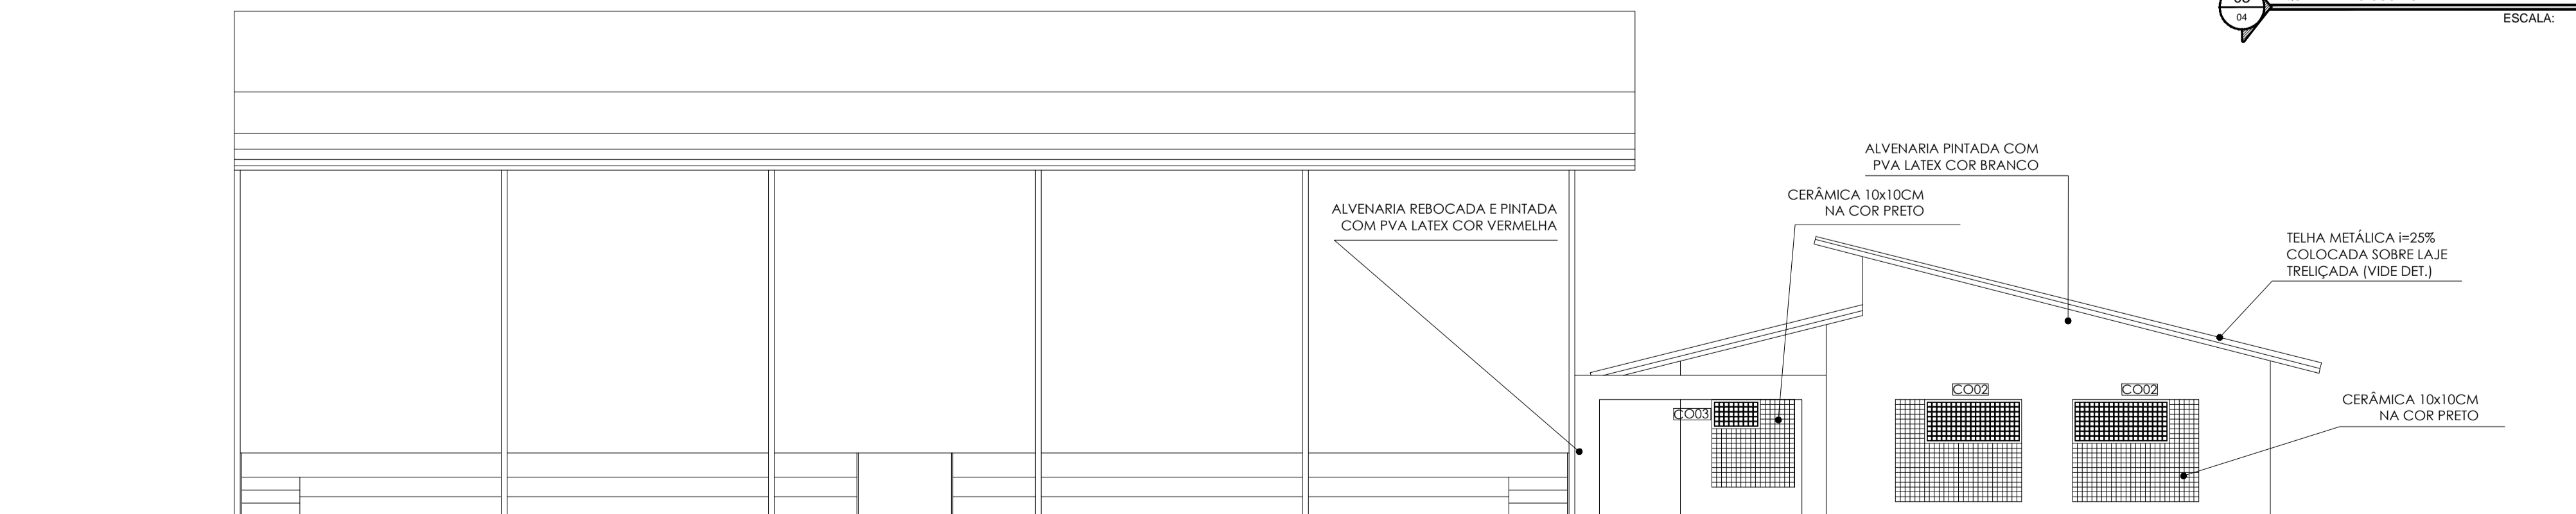 04
ESCALA:
ALVENARIA PINTADA COM
PVA LATEX COR BRANCO
CERÂMICA 10x10CM
NA COR PRETO
ALVENARIA REBOCADA E PINTADA
COM PVA LATEX COR VERMELHA
TELHA METÁLICA i=25%
COLOCADA SOBRE LAJE
TRELIÇADA (VIDE DET.)
CO02
CO02
CO03
CERÂMICA 10x10CM
NA COR PRETO